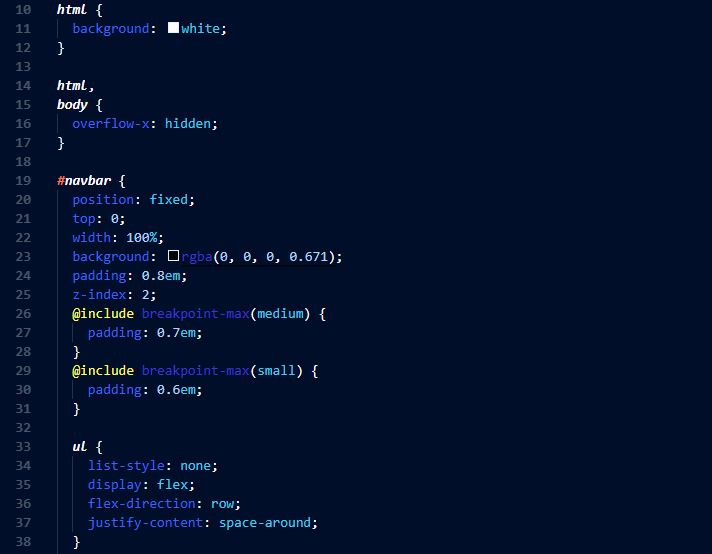 10 html {
11   background: white;
12 }
13
14 html,
15 body {
16   overflow-x: hidden;
17 }
18
19 #navbar {
20   position: fixed;
21   top: 0;
22   width: 100%;
23   background: rgba(0, 0, 0, 0.671);
24   padding: 0.8em;
25   z-index: 2;
26   @include breakpoint-max(medium) {
27     padding: 0.7em;
28   }
29   @include breakpoint-max(small) {
30     padding: 0.6em;
31   }
32
33   ul {
34     list-style: none;
35     display: flex;
36     flex-direction: row;
37     justify-content: space-around;
38   }